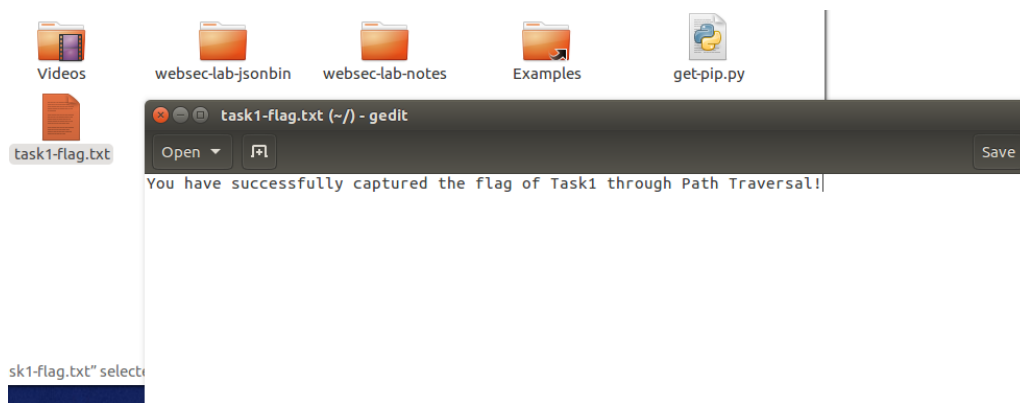 Videos
websec-lab-jsonbin
websec-lab-notes
Examples
get-pip.py
task1-flag.txt
task1-flag.txt (~/) - gedit
Open
Save
You have successfully captured the flag of Task1 through Path Traversal!
sk1-flag.txt" selecte